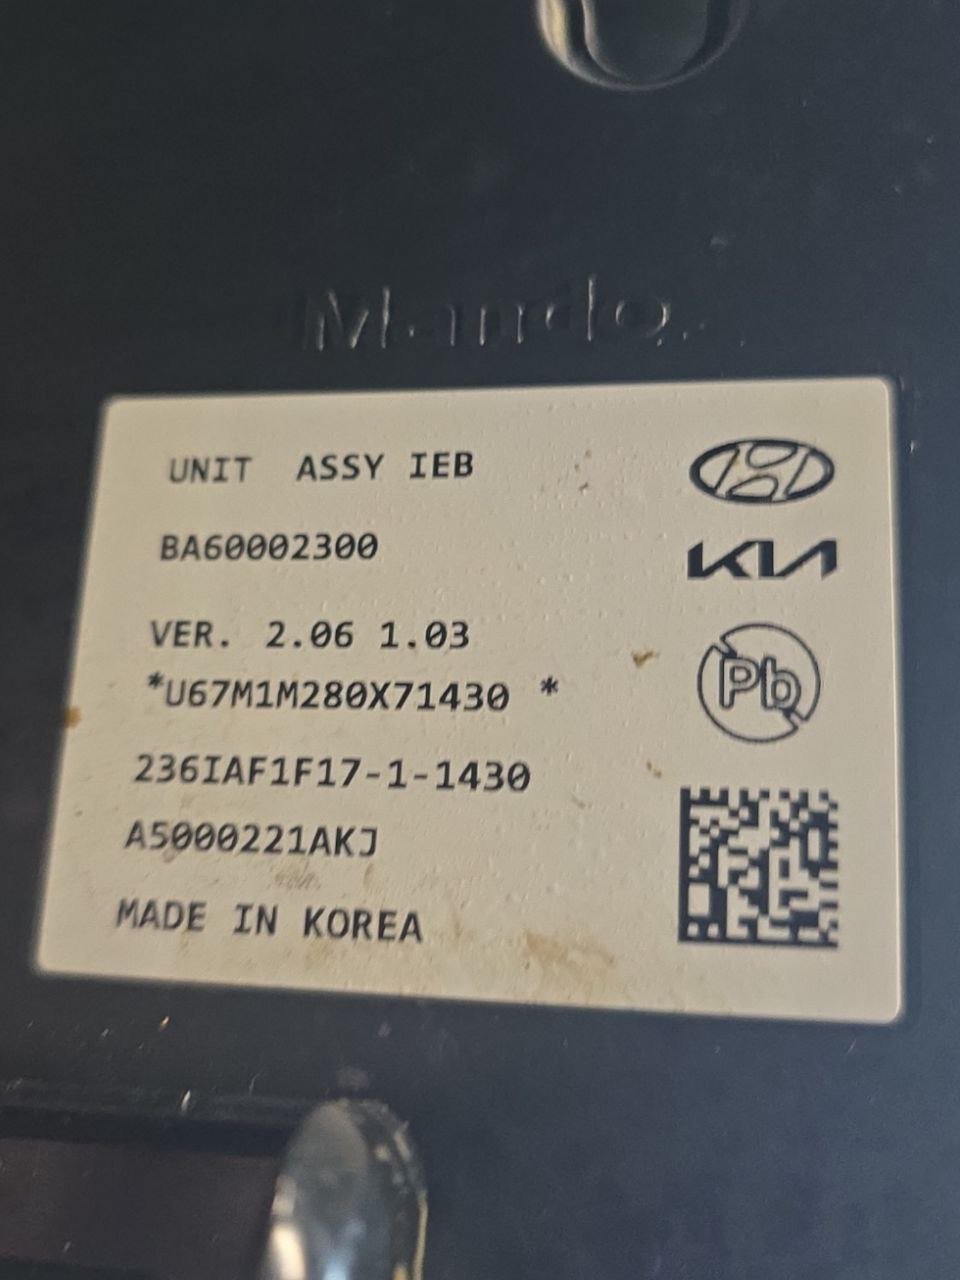 Mando
UNIT ASSY IEB
BA60002300
VER. 2.06 1.03
*U67M1M280X71430 *
236IAF1F17-1-1430
A5000221AKJ
MADE IN KOREA
KIA
Pb